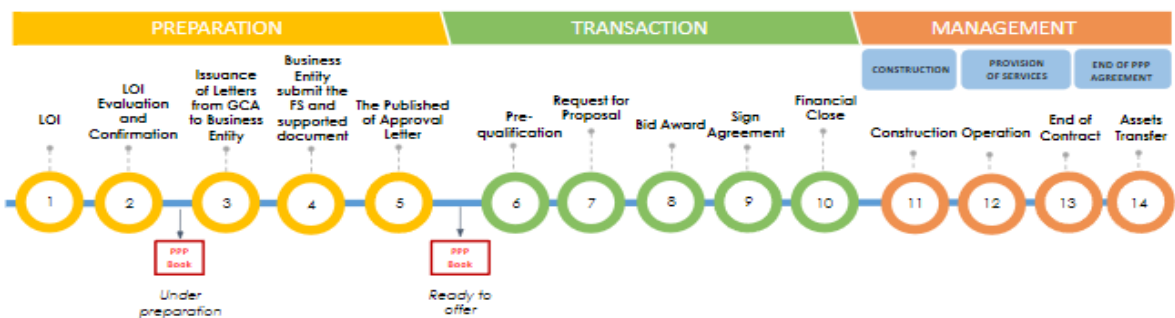 PREPARATION
TRANSACTION
MANAGEMENT
CONSTRUCTION
PROVISION
OF SERVICES
END OF PPP
AGREEMENT
LOI
LOI
Evaluation
and
Confirmation
Issuance
of Letters
from GCA
to Business
Entity
Business
Entity
submit the
FS and
supported
document
The Published
of Approval
Letter
Pre-
qualification
Request for
Proposal
Bid Award
Sign
Agreement
Financial
Close
Construction
Operation
End of
Contract
Assets
Transfer
1
2
3
4
5
6
7
8
9
10
11
12
13
14
PPP
Book
Under
preparation
PPP
Book
Ready to
offer